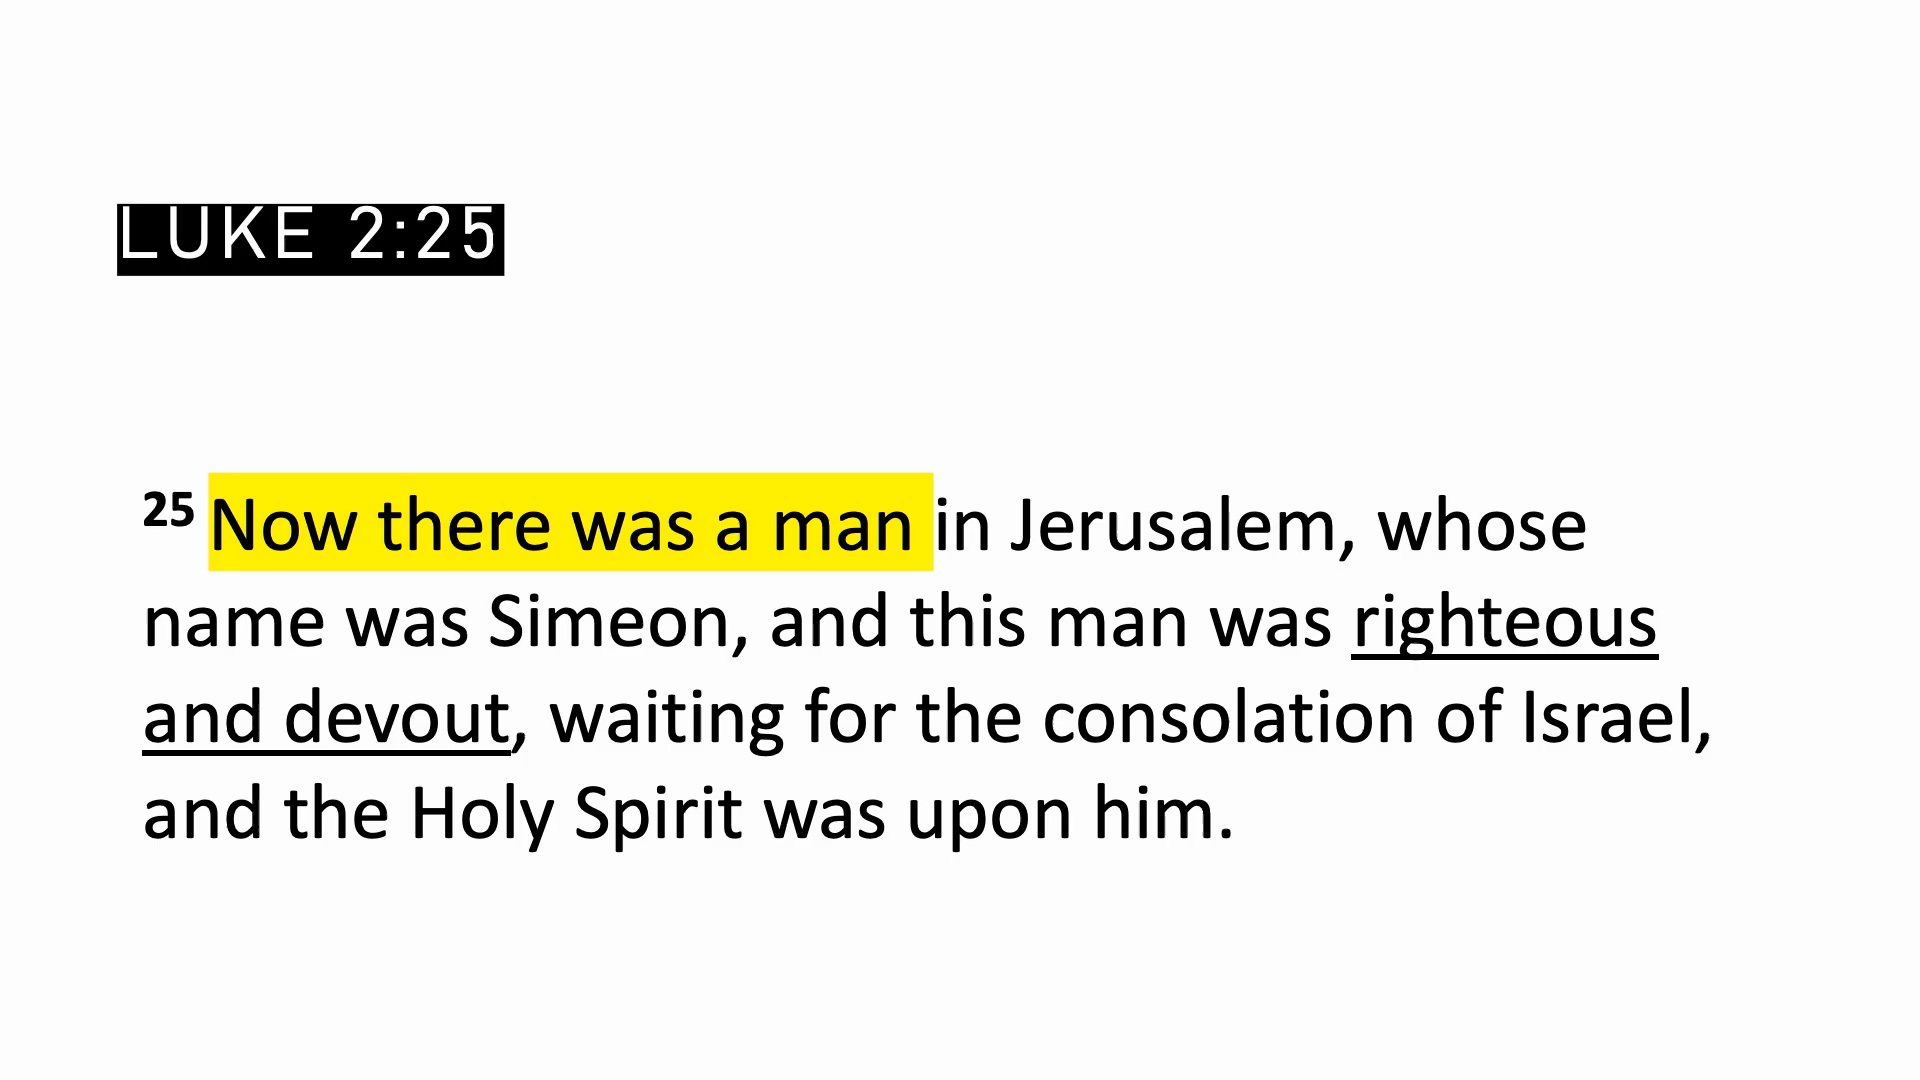 LUKE 2:25
25 Now there was a man in Jerusalem, whose
name was Simeon, and this man was righteous
and devout, waiting for the consolation of Israel,
and the Holy Spirit was upon him.